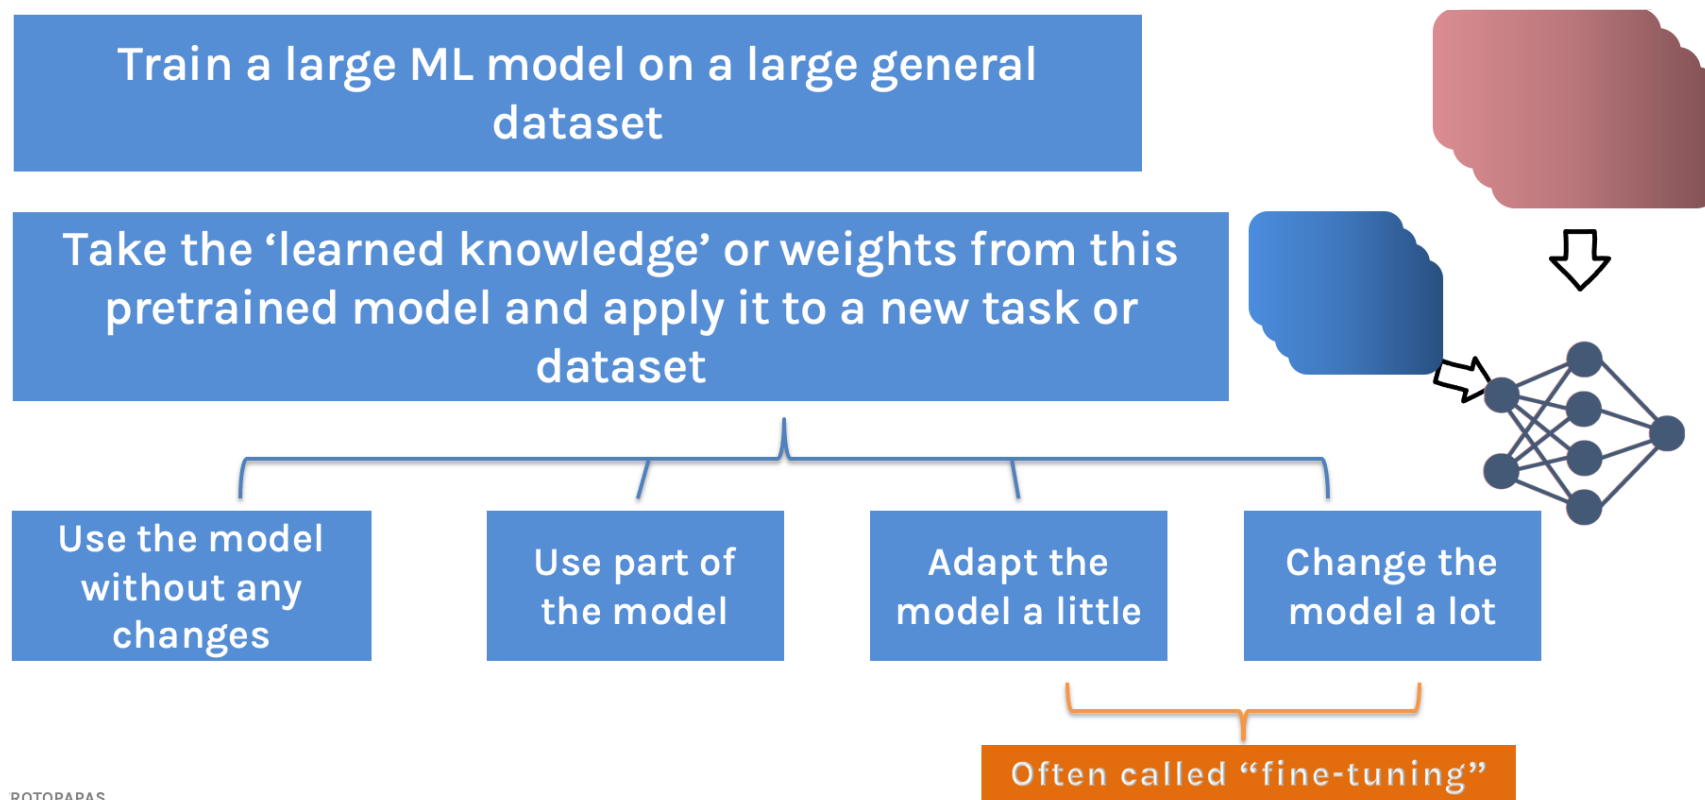 Train a large ML model on a large general
dataset
Take the ‘learned knowledge’ or weights from this
pretrained model and apply it to a new task or
dataset
Use the model
without any
changes
Use part of
the model
Adapt the
model a little
Change the
model a lot
Often called “fine-tuning”
ROTOPAPAS